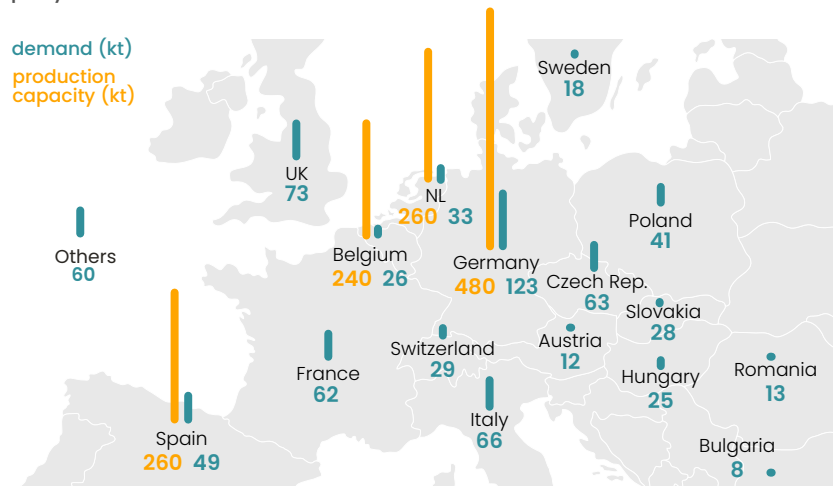 demand (kt)
production
capacity (kt)
Sweden
18
UK
73
NL
260 33
Poland
41
Others
60
Belgium
240 26
Germany
480 123
Czech Rep.
63
Slovakia
28
Austria
12
Switzerland
29
France
62
Hungary
25
Romania
13
Italy
66
Spain
260 49
Bulgaria
8